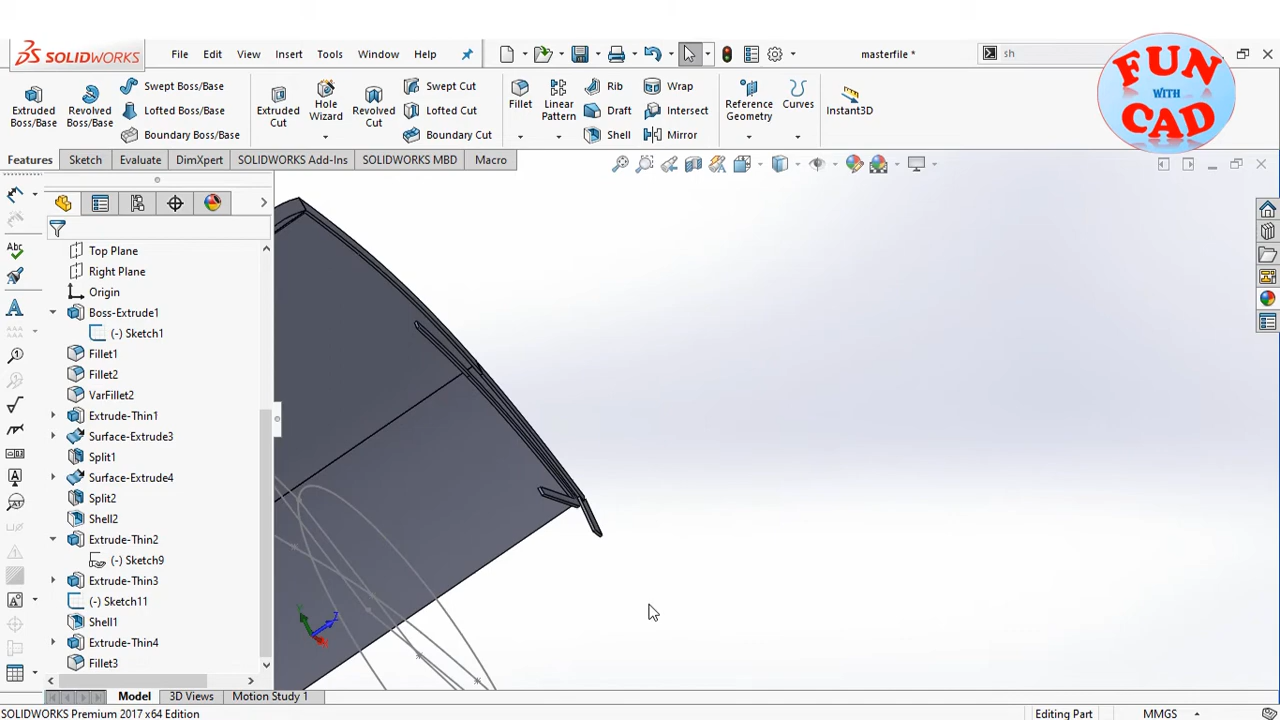 SOLIDWORKS
File Edit View Insert Tools Window Help
masterfile *
sh
FUN
WITH
CAD
Extruded Boss/Base
Revolved Boss/Base
Swept Boss/Base
Lofted Boss/Base
Boundary Boss/Base
Extruded Cut
Hole Wizard
Revolved Cut
Swept Cut
Lofted Cut
Boundary Cut
Fillet
Linear Pattern
Rib
Draft
Shell
Wrap
Intersect
Mirror
Reference Geometry
Curves
Instant3D
Features Sketch Evaluate DimXpert SOLIDWORKS Add-Ins SOLIDWORKS MBD Macro
Top Plane
Right Plane
Origin
Boss-Extrude1
(-) Sketch1
Fillet1
Fillet2
VarFillet2
Extrude-Thin1
Surface-Extrude3
Split1
Surface-Extrude4
Split2
Shell2
Extrude-Thin2
(-) Sketch9
Extrude-Thin3
(-) Sketch11
Shell1
Extrude-Thin4
Fillet3
Model 3D Views Motion Study 1
SOLIDWORKS Premium 2017 x64 Edition
Editing Part
MMGS